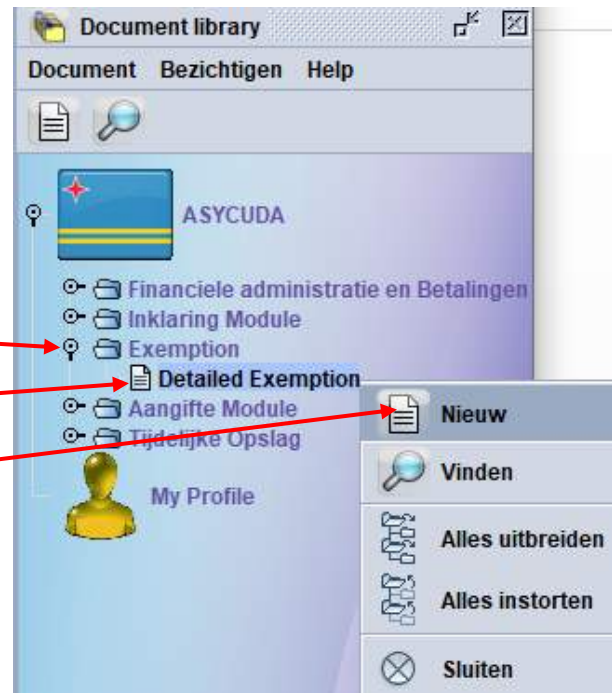 Document library
Document Bezichtigen Help
ASYCUDA
Financiele administratie en Betalingen
Inklaring Module
Exemption
Detailed Exemption
Aangifte Module
Tijdelijke Opslag
My Profile
Nieuw
Vinden
Alles uitbreiden
Alles instorten
Sluiten